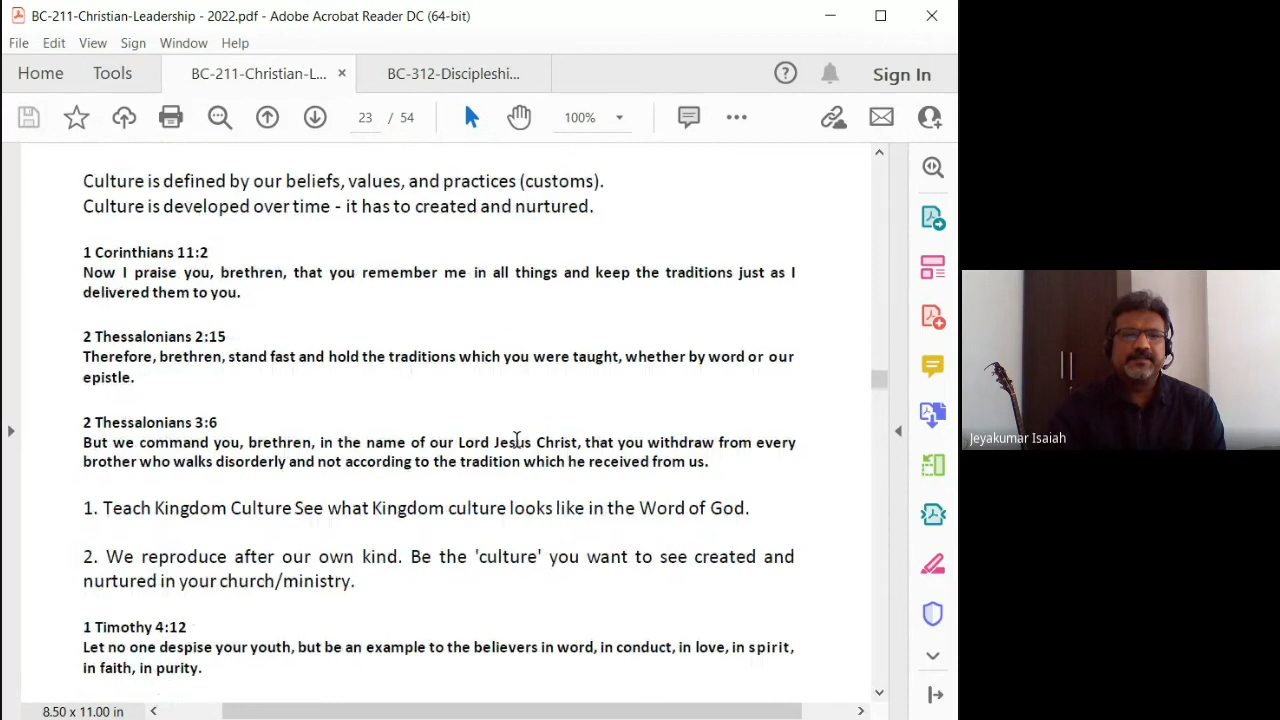 BC-211-Christian-Leadership - 2022.pdf - Adobe Acrobat Reader DC (64-bit)
File Edit View Sign Window Help
Home Tools BC-211-Christian-L... BC-312-Discipleshi... Sign In
23 / 54 100%
Culture is defined by our beliefs, values, and practices (customs).
Culture is developed over time - it has to created and nurtured.
1 Corinthians 11:2
Now I praise you, brethren, that you remember me in all things and keep the traditions just as I
delivered them to you.
2 Thessalonians 2:15
Therefore, brethren, stand fast and hold the traditions which you were taught, whether by word or our
epistle.
2 Thessalonians 3:6
But we command you, brethren, in the name of our Lord Jesus Christ, that you withdraw from every
brother who walks disorderly and not according to the tradition which he received from us.
Jeyakumar Isaiah
1. Teach Kingdom Culture See what Kingdom culture looks like in the Word of God.
2. We reproduce after our own kind. Be the 'culture' you want to see created and
nurtured in your church/ministry.
1 Timothy 4:12
Let no one despise your youth, but be an example to the believers in word, in conduct, in love, in spirit,
in faith, in purity.
8.50 x 11.00 in